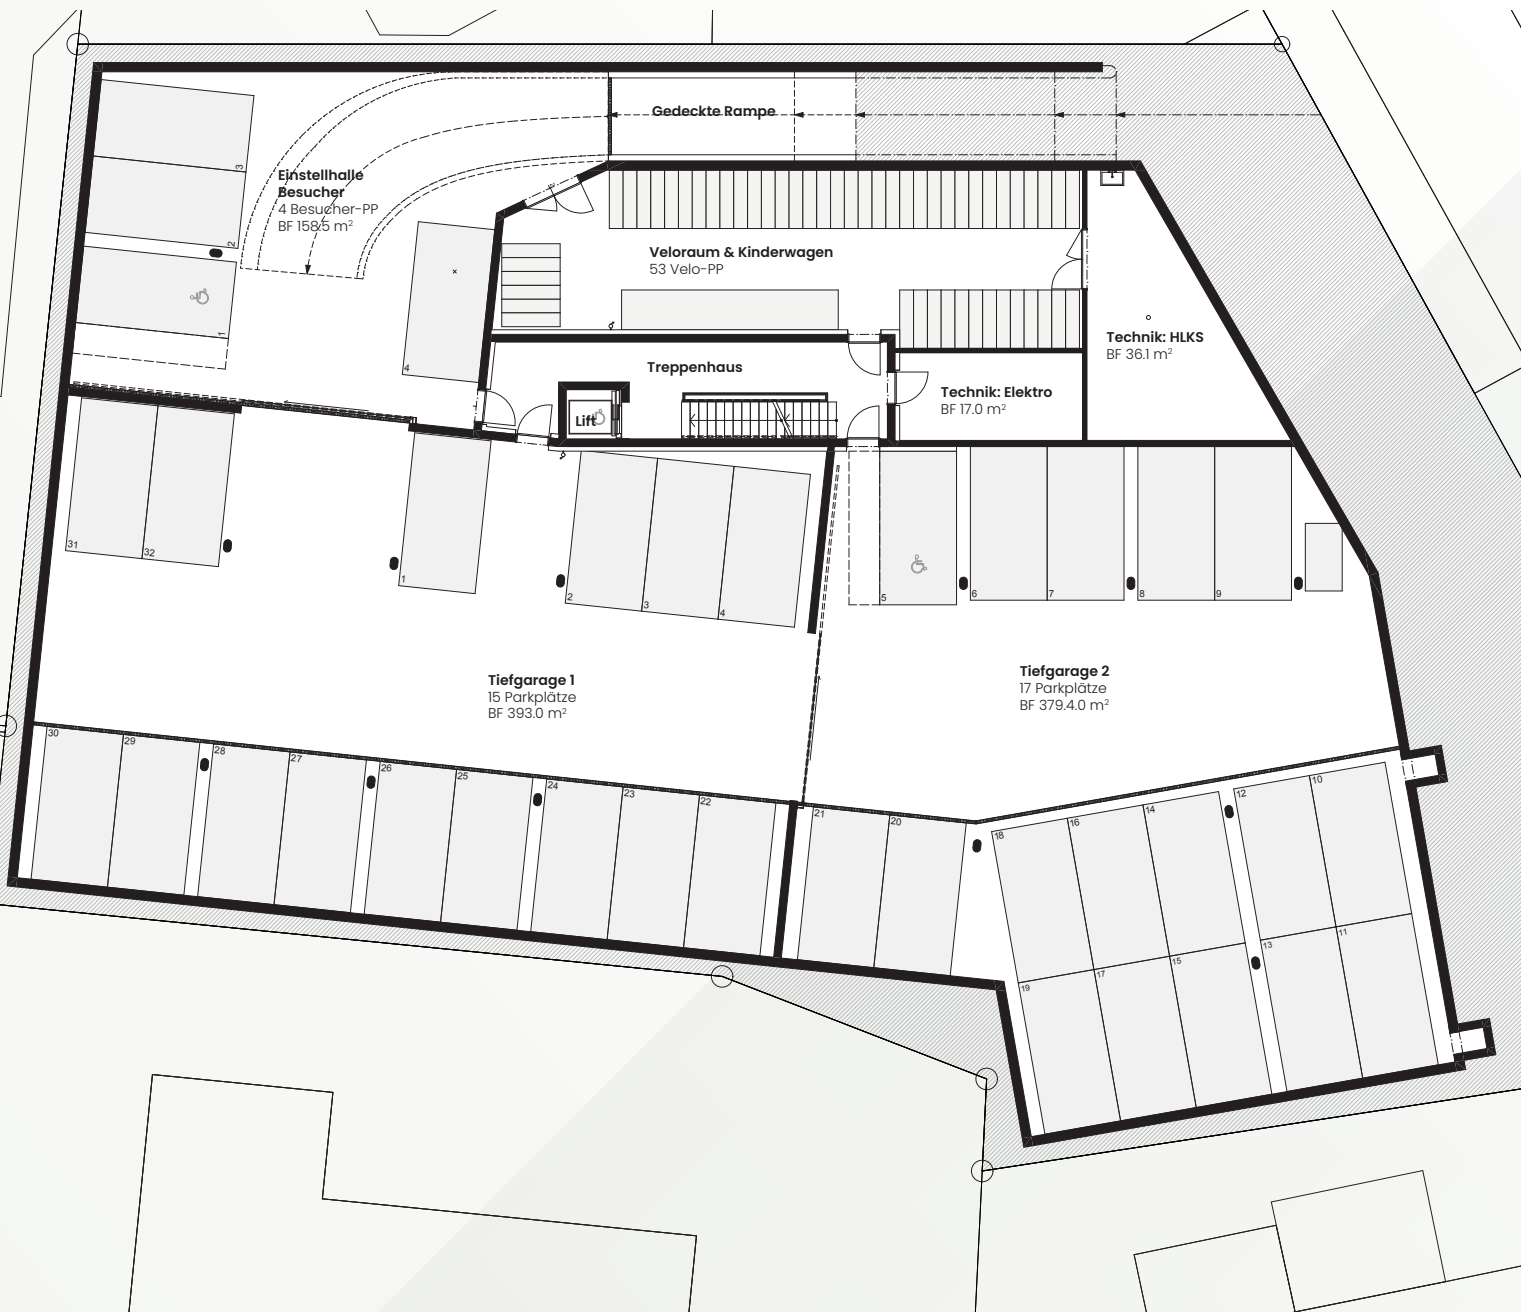 Gedeckte Rampe
3
Einstellhalle
Besucher
4 Besucher-PP
BF 158.5 m²
2
1
4
Veloraum & Kinderwagen
53 Velo-PP
Technik: HLKS
BF 36.1 m²
Treppenhaus
Lift
Technik: Elektro
BF 17.0 m²
31
32
1
2
3
4
5
6
7
8
9
Tiefgarage 1
15 Parkplätze
BF 393.0 m²
Tiefgarage 2
17 Parkplätze
BF 379.4.0 m²
30
29
28
27
26
25
24
23
22
21
20
18
16
14
12
10
19
17
15
13
11